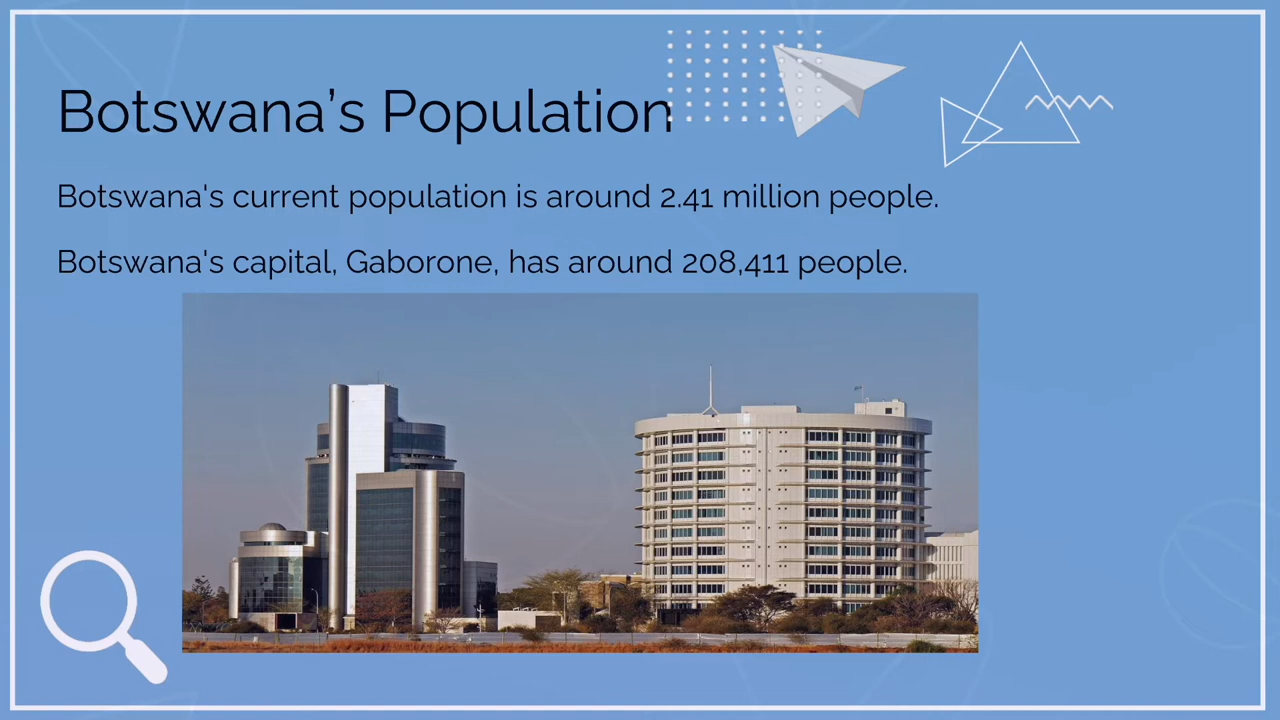 Botswana’s Population
Botswana's current population is around 2.41 million people.
Botswana's capital, Gaborone, has around 208,411 people.